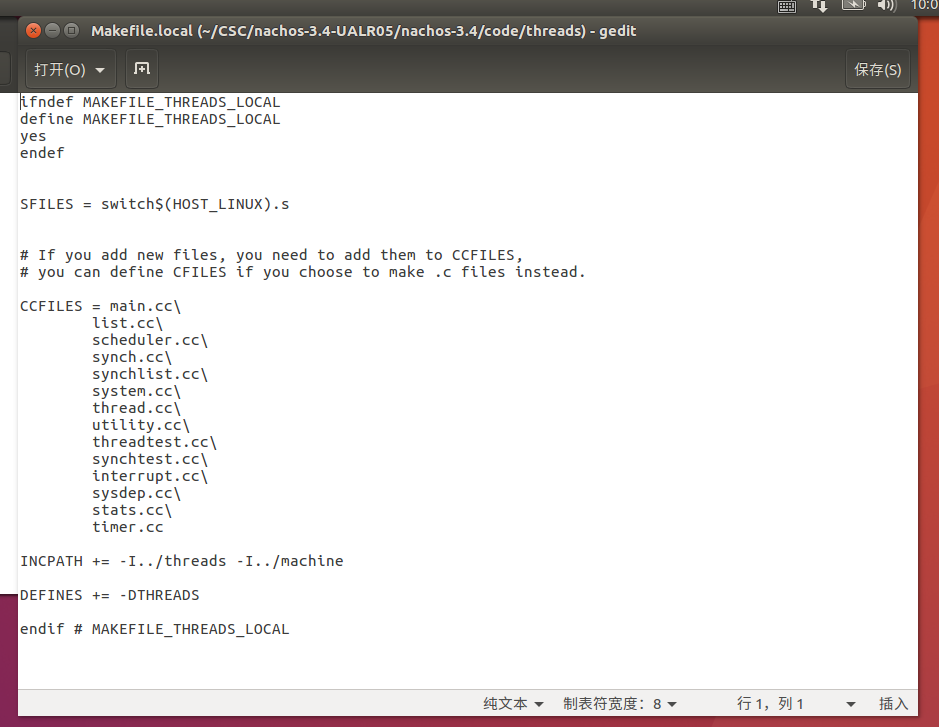 10:0
Makefile.local (~/CSC/nachos-3.4-UALR05/nachos-3.4/code/threads) - gedit
打开(O)
保存(S)
ifndef MAKEFILE_THREADS_LOCAL
define MAKEFILE_THREADS_LOCAL
yes
endef
SFILES = switch$(HOST_LINUX).s
# If you add new files, you need to add them to CCFILES,
# you can define CFILES if you choose to make .c files instead.
CCFILES = main.cc\
list.cc\
scheduler.cc\
synch.cc\
synchlist.cc\
system.cc\
thread.cc\
utility.cc\
threadtest.cc\
synchtest.cc\
interrupt.cc\
sysdep.cc\
stats.cc\
timer.cc
INCPATH += -I../threads -I../machine
DEFINES += -DTHREADS
endif # MAKEFILE_THREADS_LOCAL
纯文本 制表符宽度：8 行 1，列 1 插入